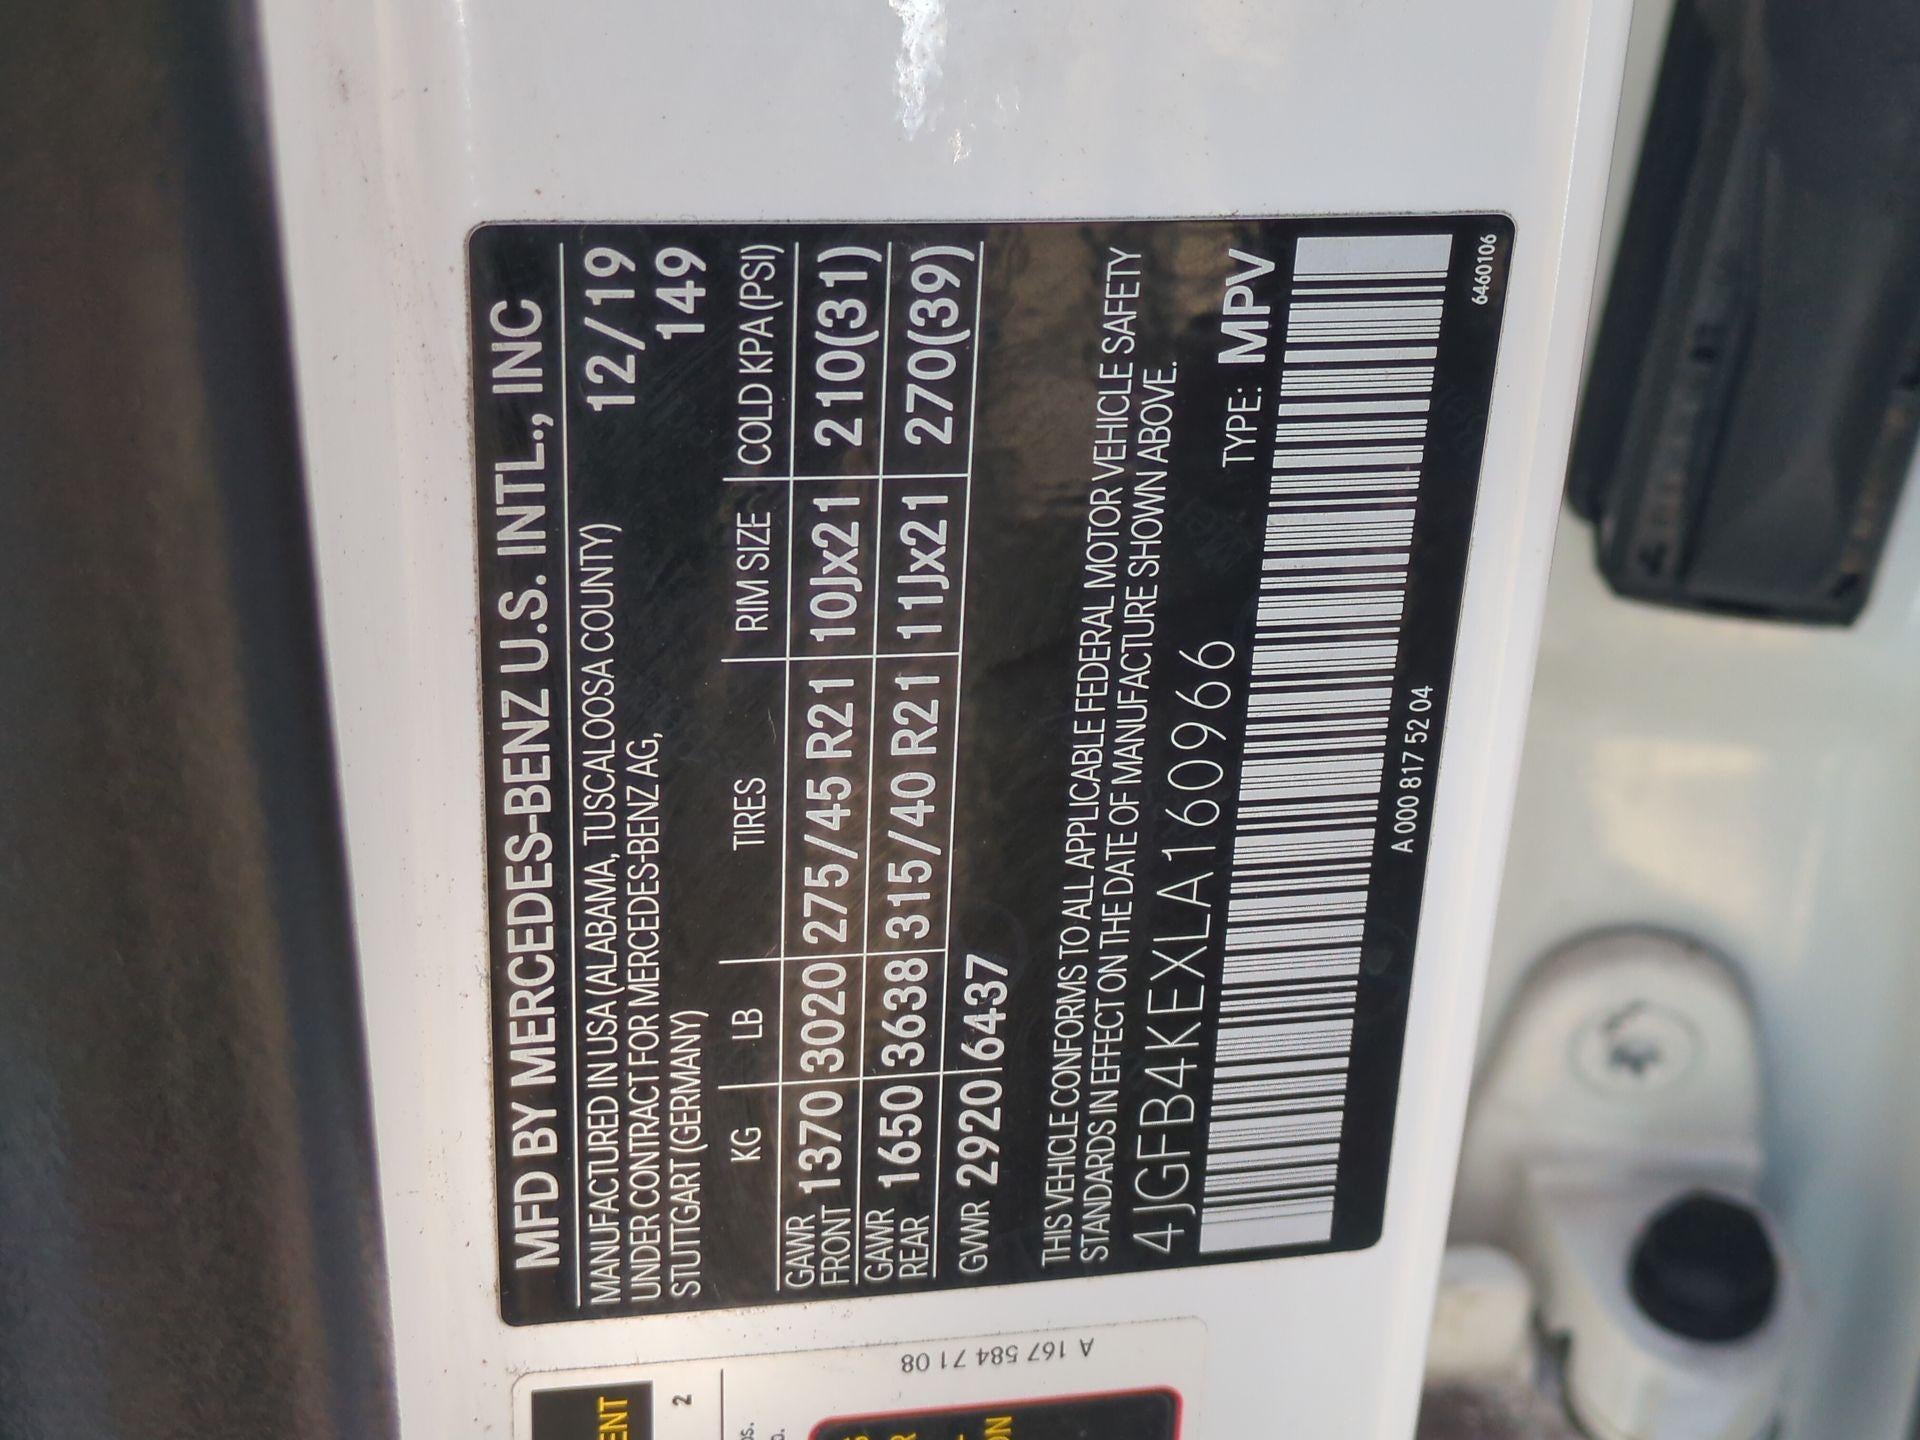 MFD BY MERCEDES-BENZ U.S. INTL., INC
MANUFACTURED IN USA (ALABAMA, TUSCALOOSA COUNTY) 12/19
UNDER CONTRACT FOR MERCEDES-BENZ AG, 149
STUTTGART (GERMANY)
KG LB TIRES RIM SIZE COLD KPA (PSI)
GAWR FRONT 1370 3020 275/45 R21 10Jx21 210(31)
GAWR REAR 1650 3638 315/40 R21 11Jx21 270(39)
GVWR 2920 6437
THIS VEHICLE CONFORMS TO ALL APPLICABLE FEDERAL MOTOR VEHICLE SAFETY
STANDARDS IN EFFECT ON THE DATE OF MANUFACTURE SHOWN ABOVE.
4JGFB4KEXLA160966 TYPE: MPV
A 000 817 52 04
6460106
A 167 584 71 08
2